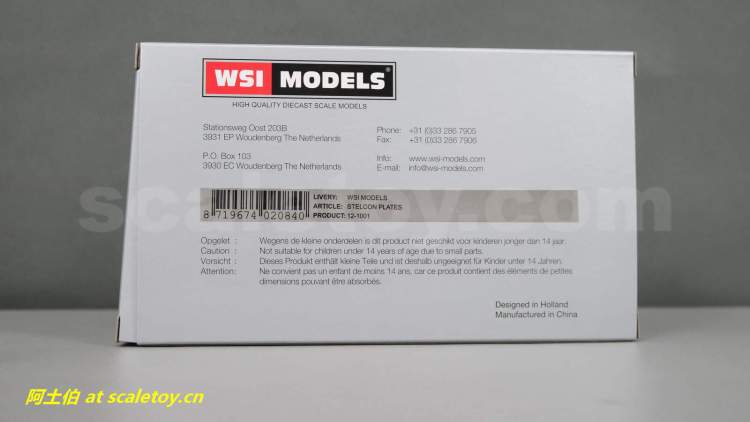 WSI MODELS®
HIGH QUALITY DIECAST SCALE MODELS
Stationsweg Oost 203B
3931 EP Woudenberg The Netherlands
P.O. Box 103
3930 EC Woudenberg The Netherlands
Phone: +31 (0)33 286 7905
Fax: +31 (0)33 286 7906
Info: www.wsi-models.com
E-mail: info@wsi-models.com
8 719674 020840
LIVERY: WSI MODELS
ARTICLE: STELCON PLATES
PRODUCT: 12-1001
Opgelet : Wegens de kleine onderdelen is dit product niet geschikt voor kinderen jonger dan 14 jaar.
Caution : Not suitable for children under 14 years of age due to small parts.
Vorsicht : Dieses Produkt enthält kleine Teile und ist deshalb ungeeignet für Kinder unter 14 Jahren.
Attention: Ne convient pas un enfant de moins 14 ans, car ce produit contient des éléments de petites
dimensions pouvant être absorbés.
Designed in Holland
Manufactured in China
scaletoy.com
阿土伯 at scaletoy.cn